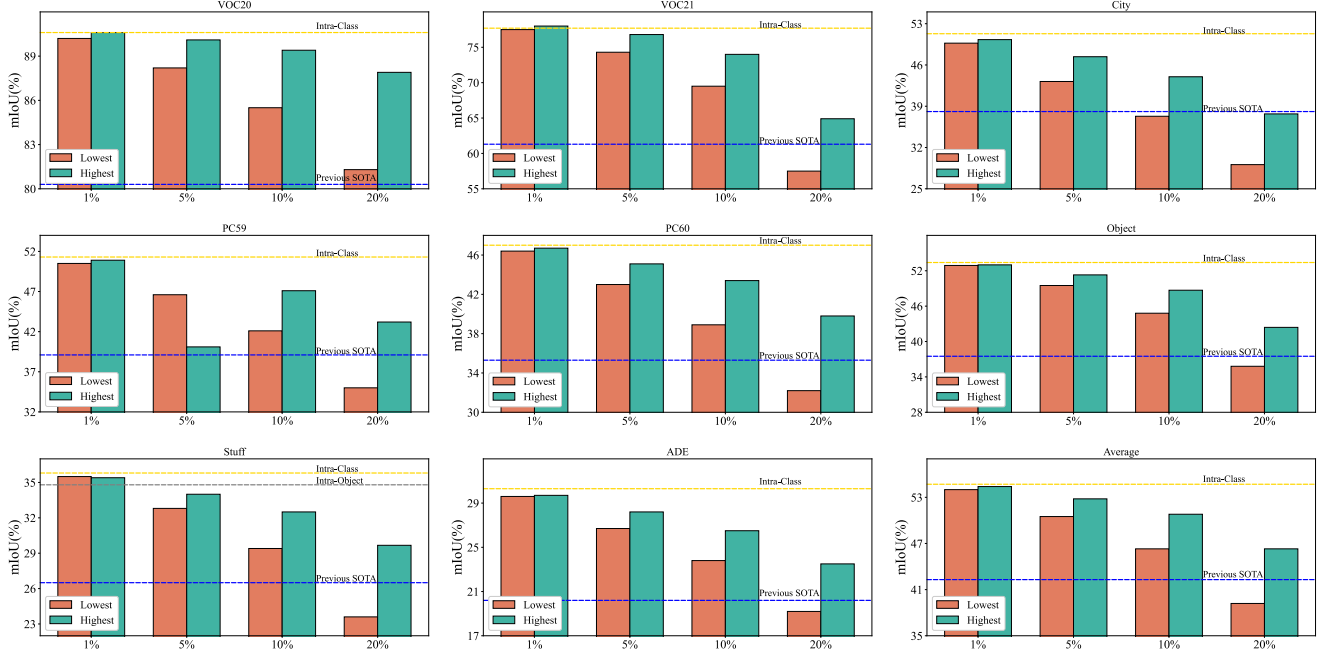 VOC20
mIoU(%)
89
86
83
80
Intra-Class
Previous SOTA
Lowest
Highest
1% 5% 10% 20%
VOC21
mIoU(%)
75
70
65
60
55
Intra-Class
Previous SOTA
Lowest
Highest
1% 5% 10% 20%
City
mIoU(%)
53
46
39
32
25
Intra-Class
Previous SOTA
Lowest
Highest
1% 5% 10% 20%
PC59
mIoU(%)
52
47
42
37
32
Intra-Class
Previous SOTA
Lowest
Highest
1% 5% 10% 20%
PC60
mIoU(%)
46
42
38
34
30
Intra-Class
Previous SOTA
Lowest
Highest
1% 5% 10% 20%
Object
mIoU(%)
52
46
40
34
28
Intra-Class
Previous SOTA
Lowest
Highest
1% 5% 10% 20%
Stuff
mIoU(%)
35
32
29
26
23
Intra-Class
Intra-Object
Previous SOTA
Lowest
Highest
1% 5% 10% 20%
ADE
mIoU(%)
29
25
21
17
Intra-Class
Previous SOTA
Lowest
Highest
1% 5% 10% 20%
Average
mIoU(%)
53
47
41
35
Intra-Class
Previous SOTA
Lowest
Highest
1% 5% 10% 20%